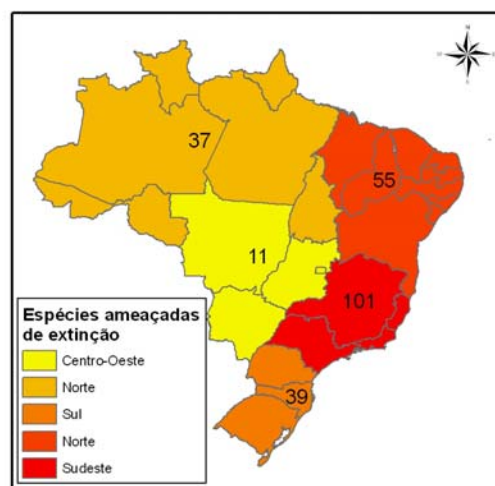 N
37
55
11
101
39
Espécies ameaçadas
de extinção
Centro-Oeste
Norte
Sul
Norte
Sudeste